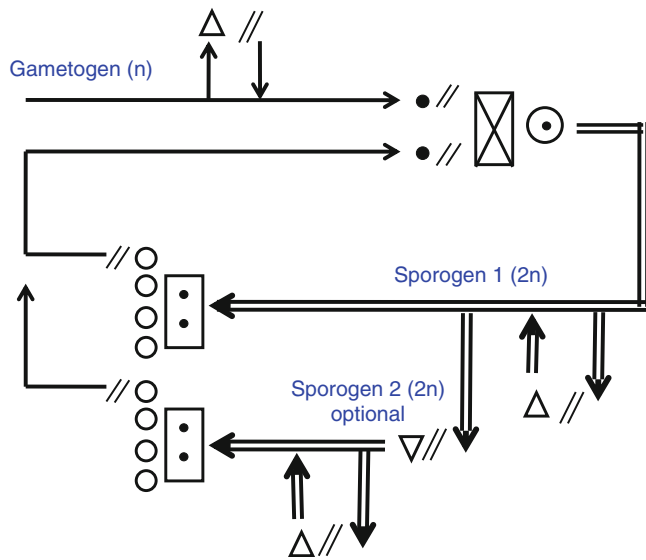 Gametogen (n)
Sporogen 1 (2n)
Sporogen 2 (2n)
optional